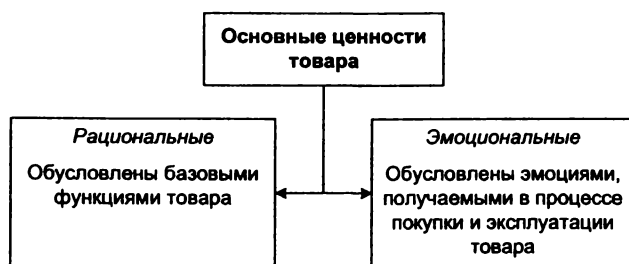 Основные ценности
товара
Рациональные
Обусловлены базовыми
функциями товара
Эмоциональные
Обусловлены эмоциями,
получаемыми в процессе
покупки и эксплуатации
товара